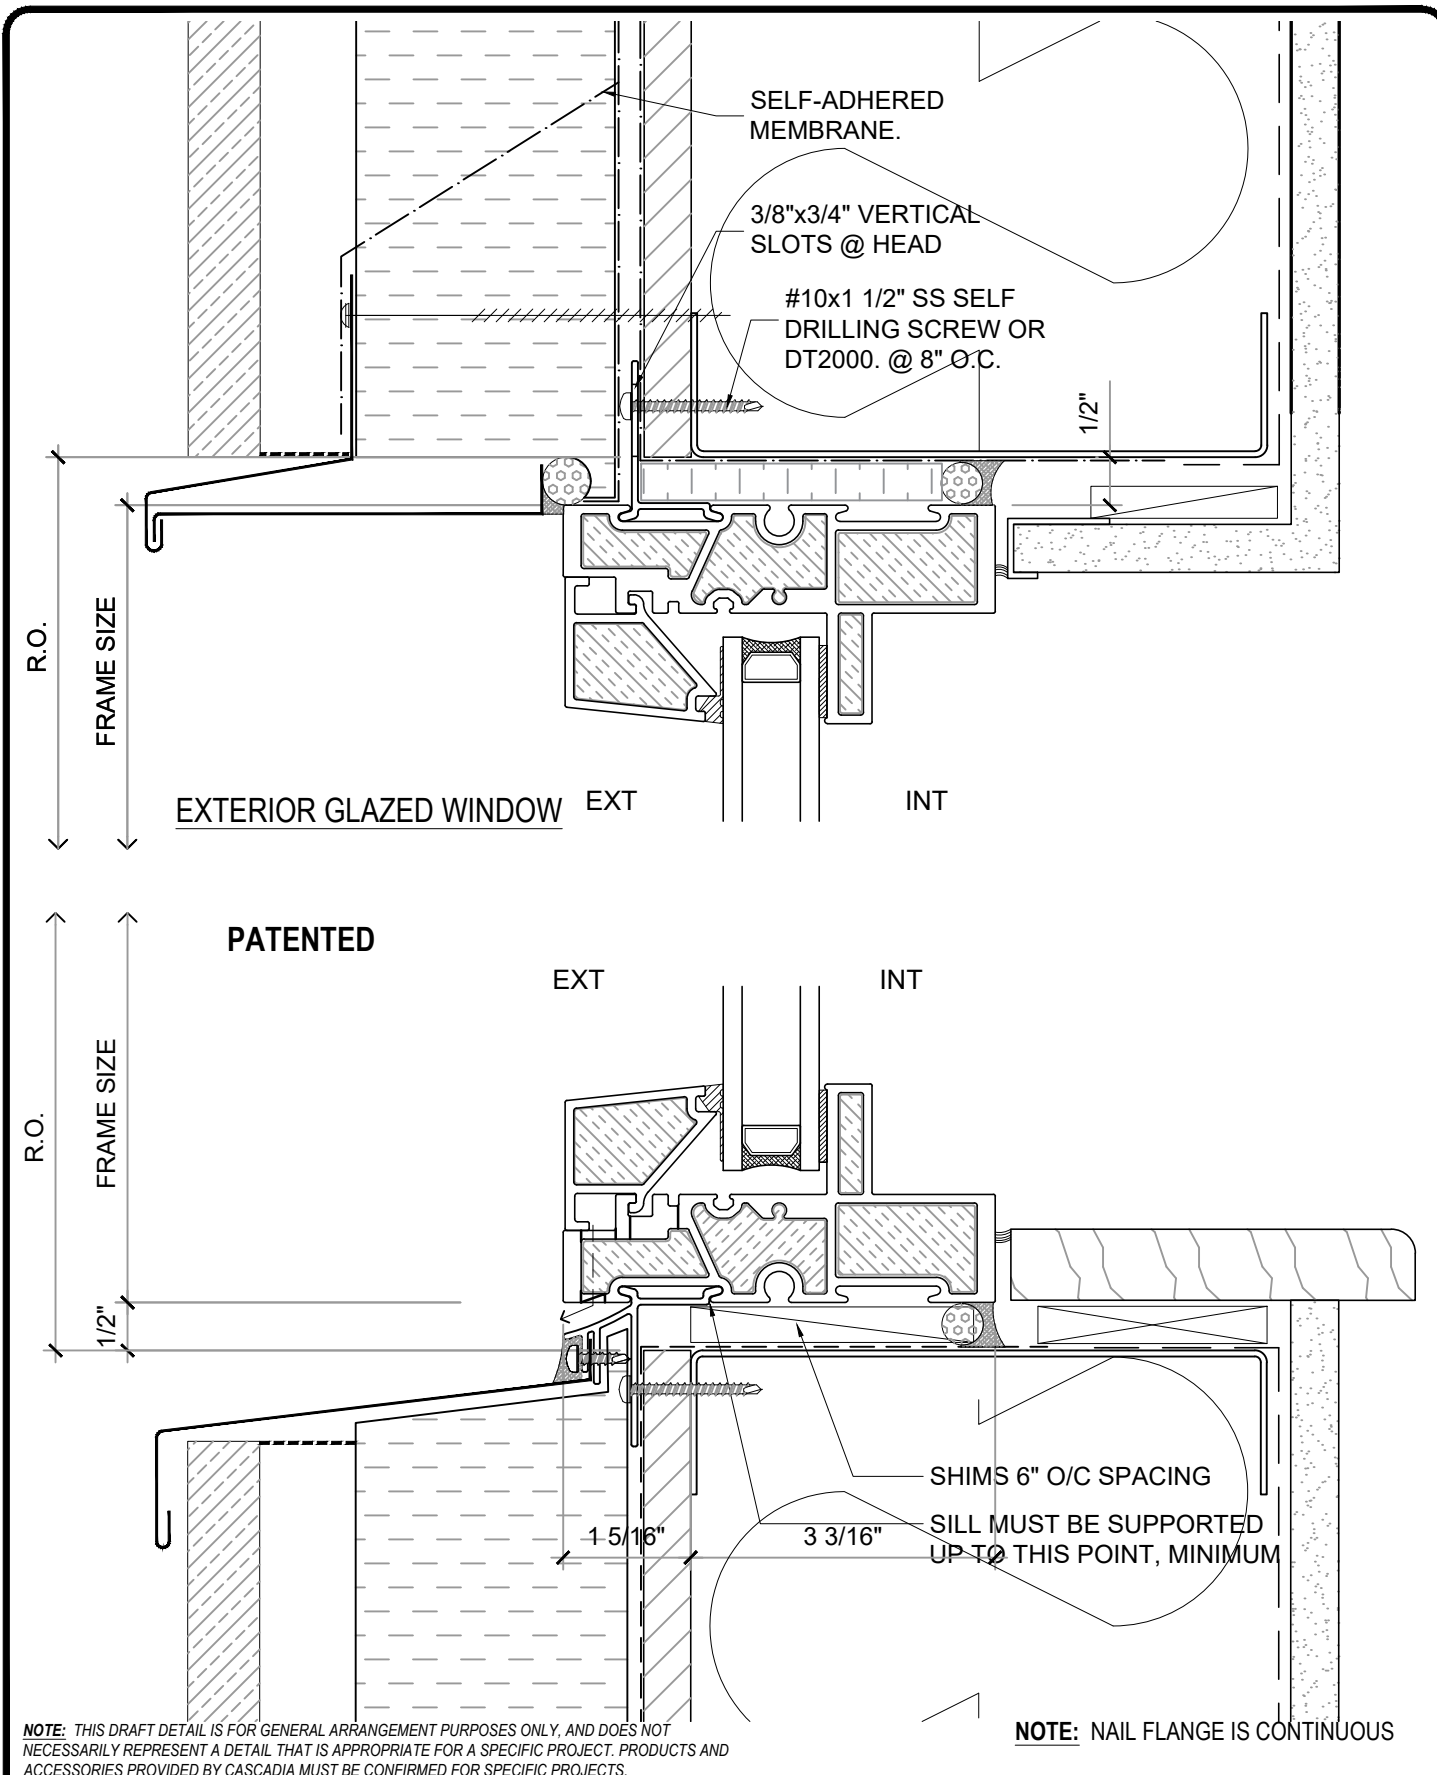 SELF-ADHERED
MEMBRANE.
3/8"x3/4" VERTICAL
SLOTS @ HEAD
#10x1 1/2" SS SELF
DRILLING SCREW OR
DT2000. @ 8" O.C.
1/2"
R.O.
FRAME SIZE
EXTERIOR GLAZED WINDOW
EXT
INT
PATENTED
EXT
INT
R.O.
FRAME SIZE
1/2"
SHIMS 6" O/C SPACING
1 5/16"
3 3/16"
SILL MUST BE SUPPORTED
UP TO THIS POINT, MINIMUM
NOTE: THIS DRAFT DETAIL IS FOR GENERAL ARRANGEMENT PURPOSES ONLY, AND DOES NOT
NECESSARILY REPRESENT A DETAIL THAT IS APPROPRIATE FOR A SPECIFIC PROJECT. PRODUCTS AND
ACCESSORIES PROVIDED BY CASCADIA MUST BE CONFIRMED FOR SPECIFIC PROJECTS.
NOTE: NAIL FLANGE IS CONTINUOUS